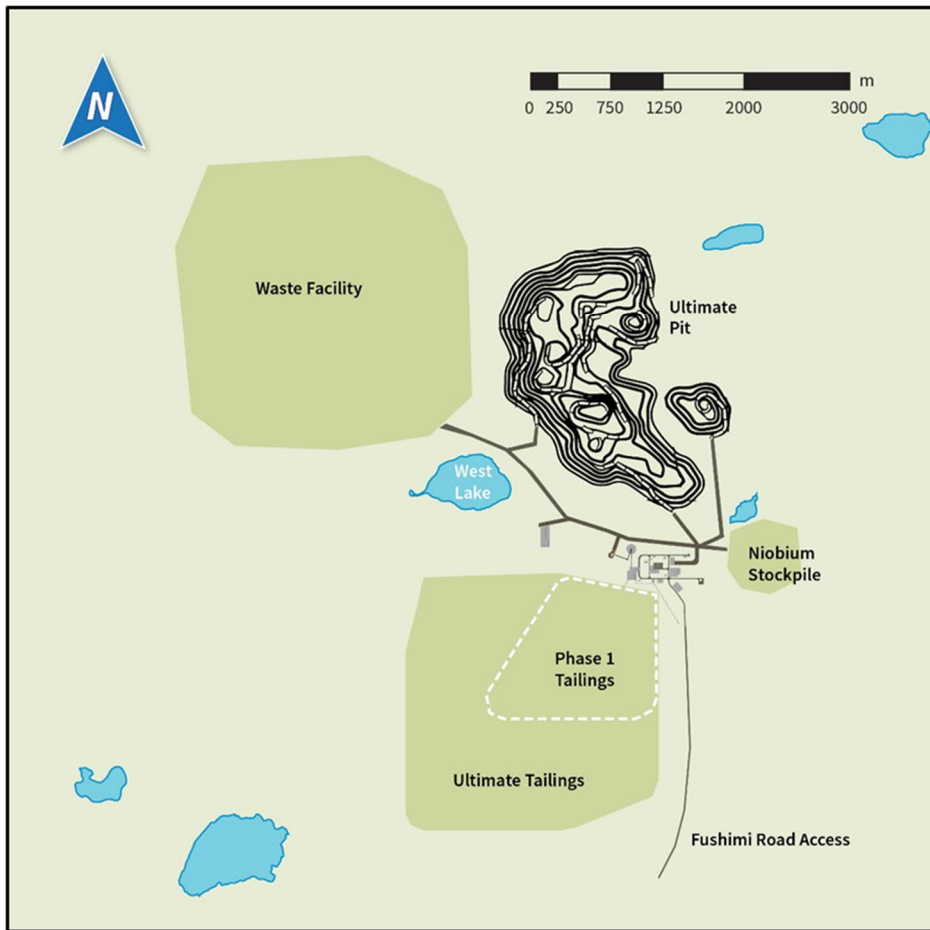 N
m
0 250 750 1250 2000 3000
Waste Facility
Ultimate
Pit
West
Lake
Niobium
Stockpile
Phase 1
Tailings
Ultimate Tailings
Fushimi Road Access